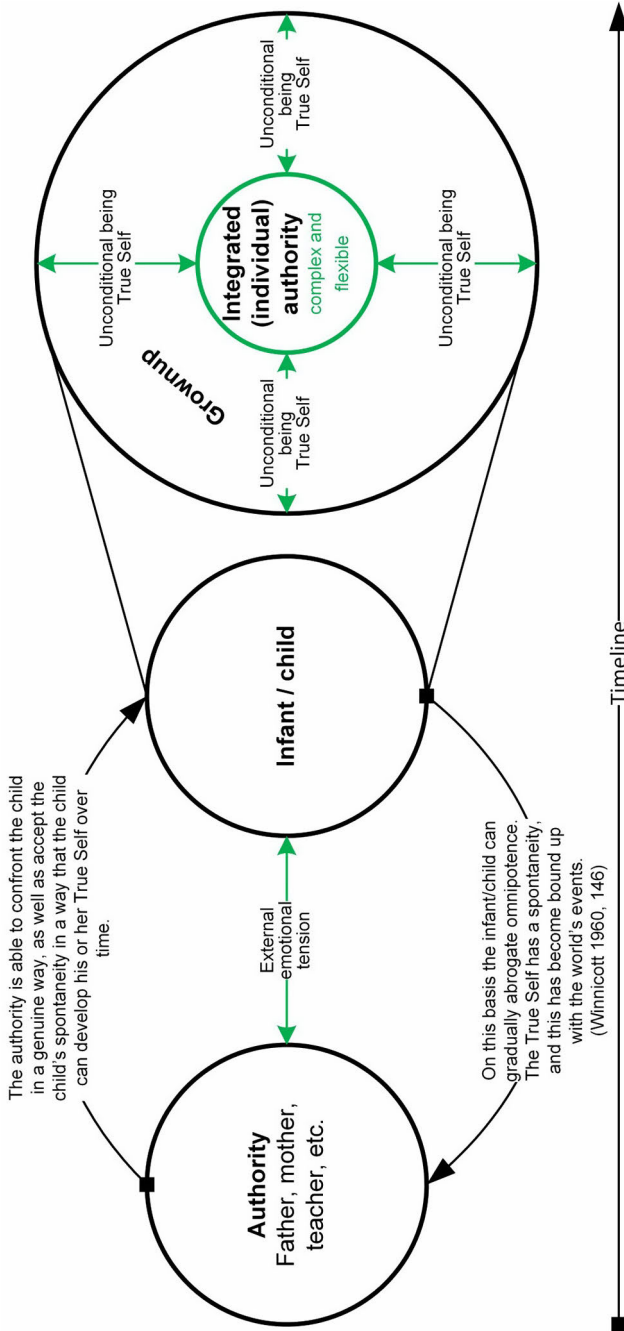 The authority is able to confront the child
in a genuine way, as well as accept the
child's spontaneity in a way that the child
can develop his or her True Self over
time.
Authority
Father, mother,
teacher, etc.
External
emotional
tension
Infant / child
On this basis the infant/child can
gradually abrogate omnipotence.
The True Self has a spontaneity,
and this has become bound up
with the world's events.
(Winnicott 1960, 146)
Grownup
Unconditional being
True Self
Unconditional
being
True Self
Integrated
(individual)
authority
complex and
flexible
Unconditional
being
True Self
Unconditional being
True Self
Timeline